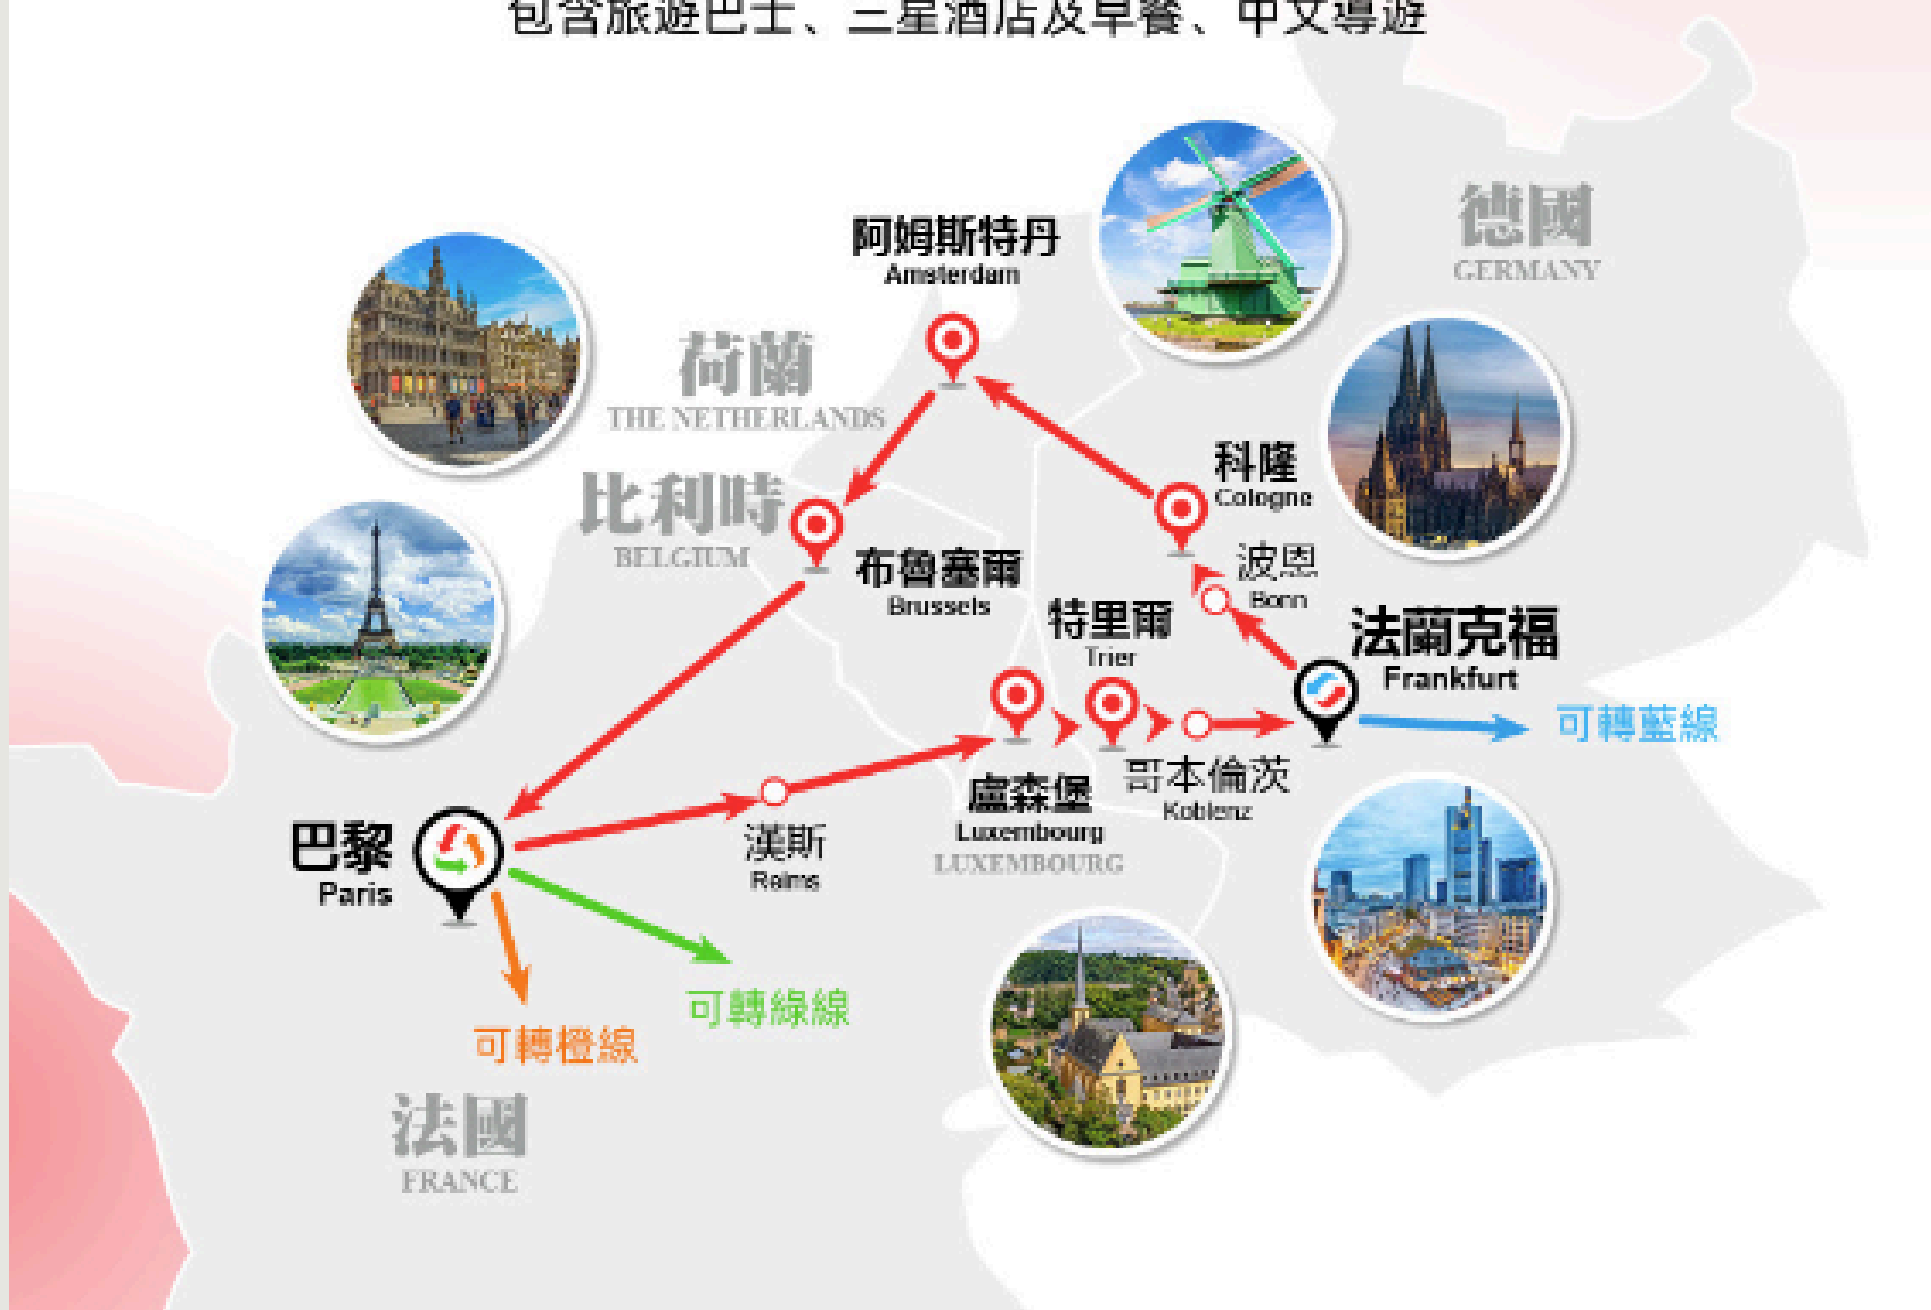 包含旅遊巴士、三星酒店及早餐、中文導遊
德國
GERMANY
阿姆斯特丹
Amsterdam
荷蘭
THE NETHERLANDS
科隆
Cologne
比利時
BELGIUM
布魯塞爾
Brussels
波恩
Bonn
特里爾
Trier
法蘭克福
Frankfurt
可轉藍線
哥本倫茨
Koblenz
盧森堡
Luxembourg
LUXEMBOURG
漢斯
Reims
巴黎
Paris
可轉綠線
可轉橙線
法國
FRANCE